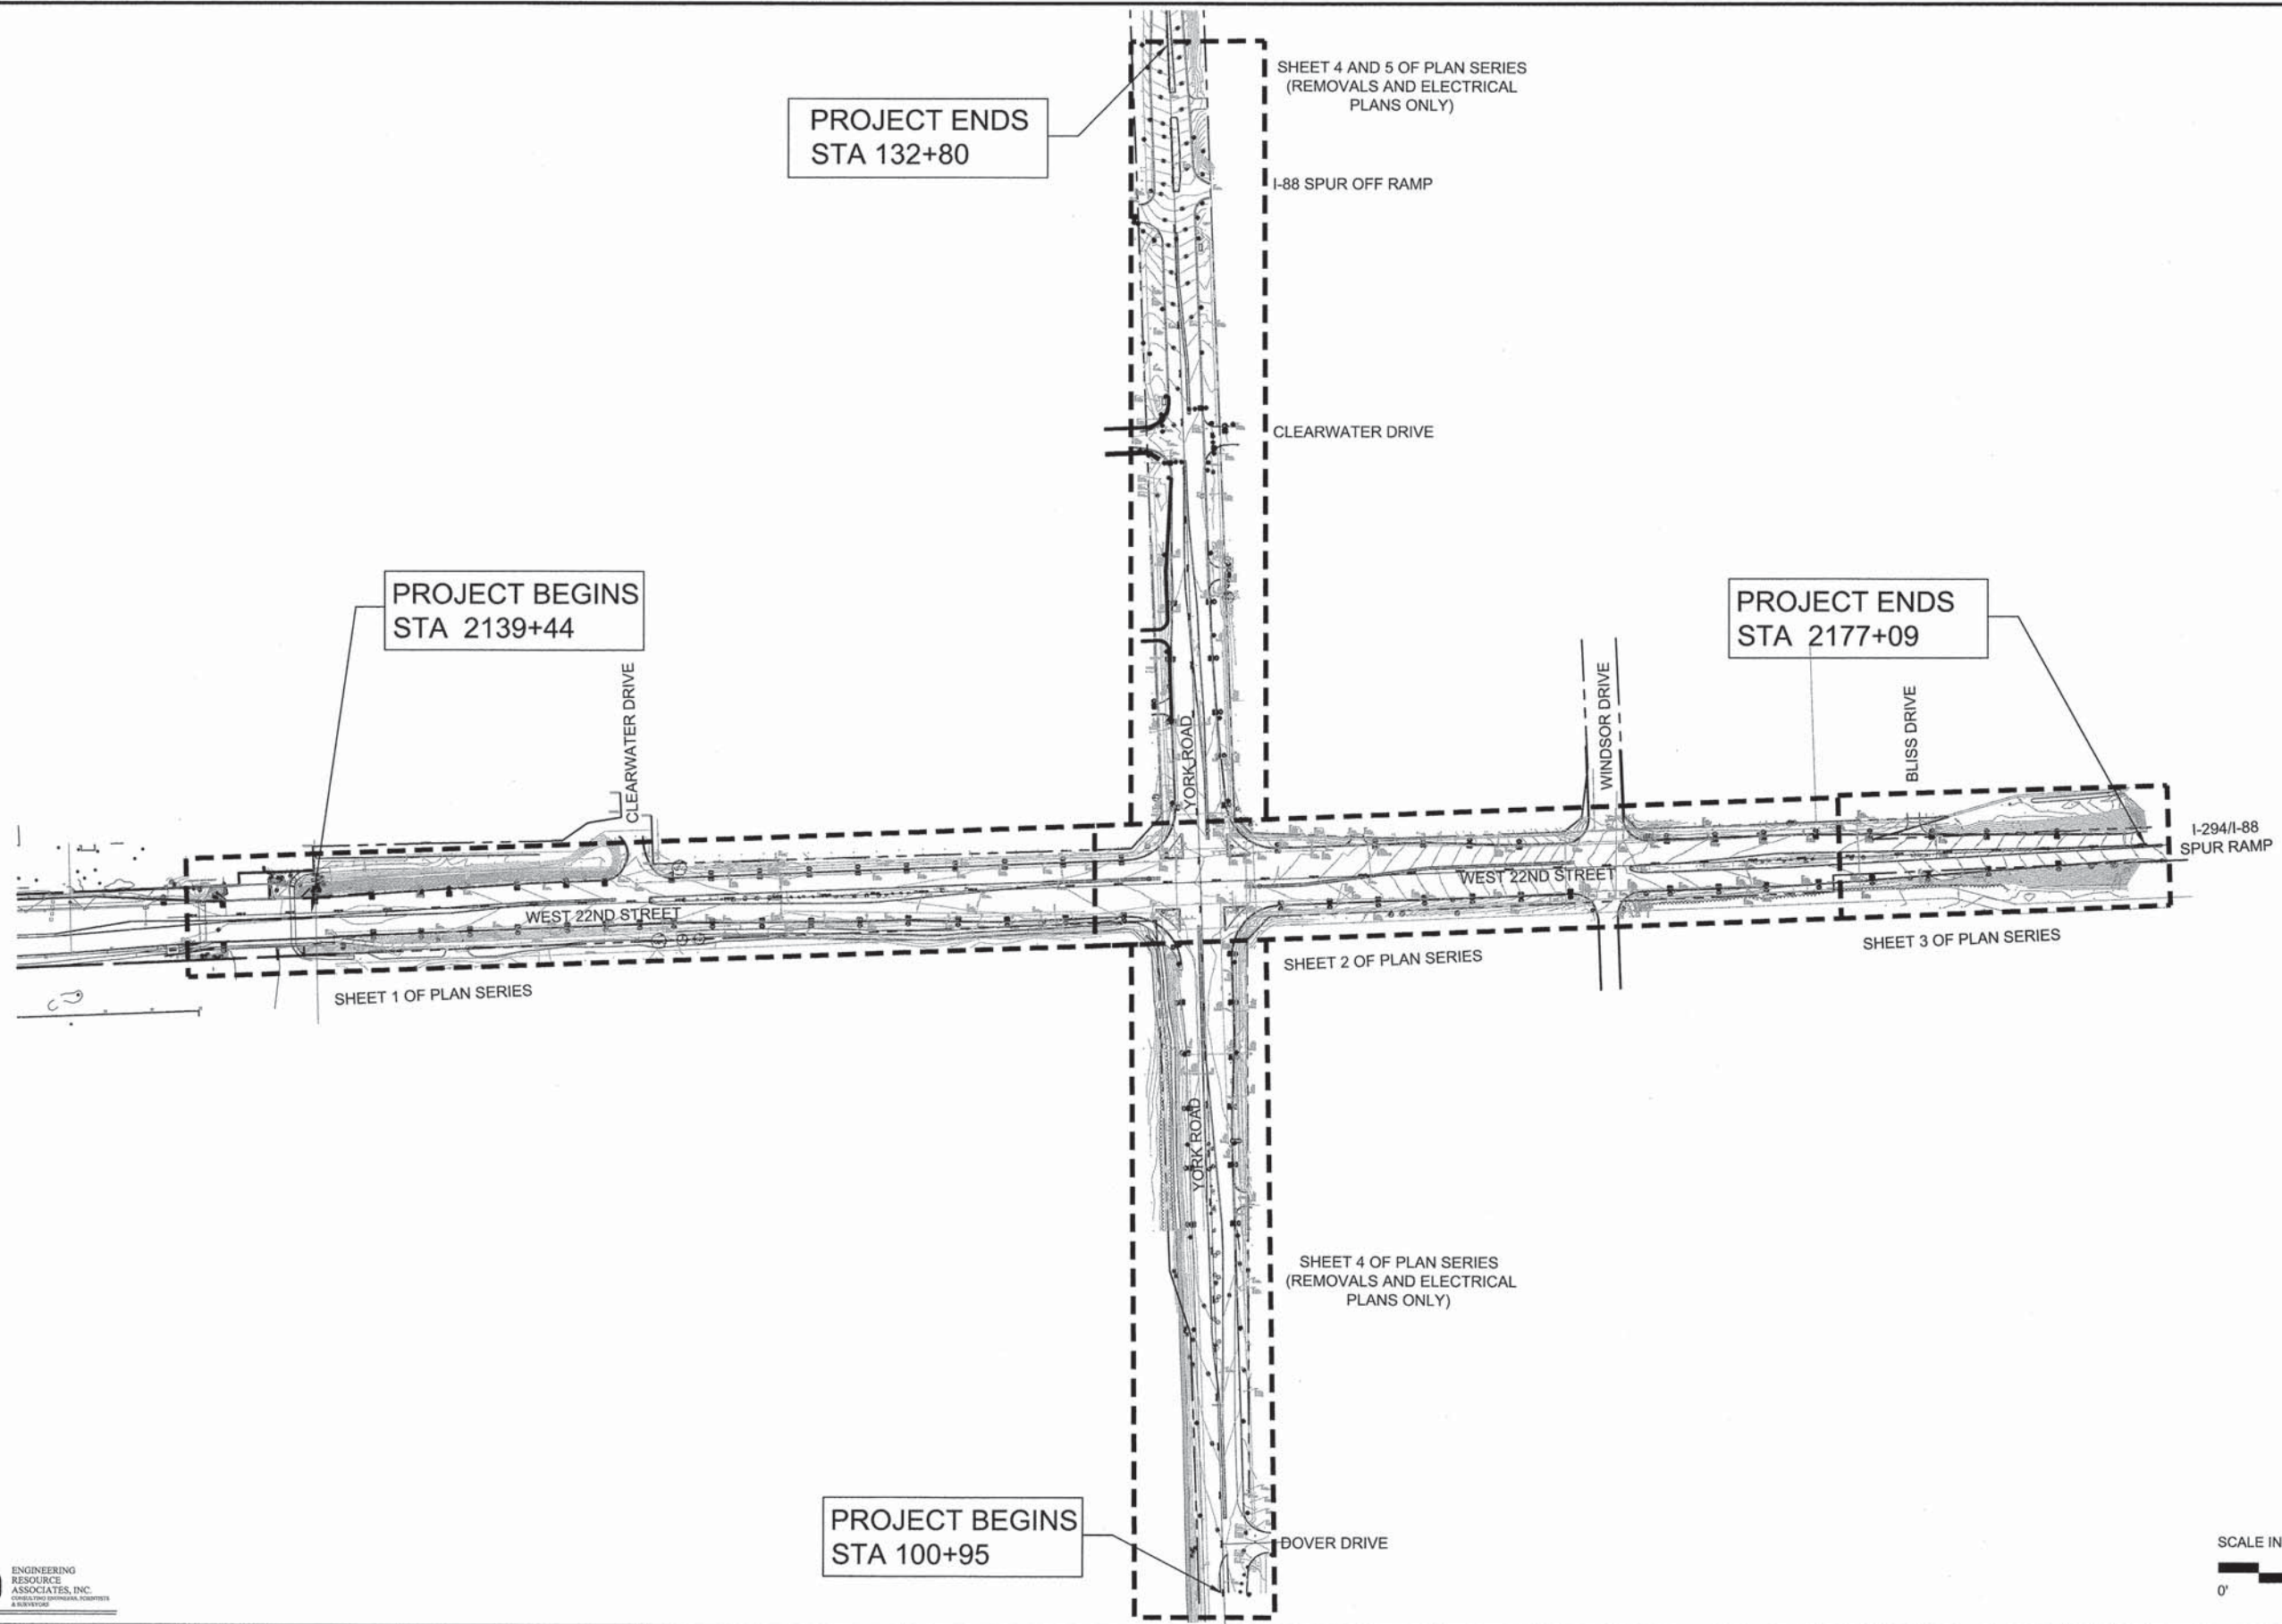 SHEET 4 AND 5 OF PLAN SERIES
(REMOVALS AND ELECTRICAL
PLANS ONLY)
PROJECT ENDS
STA 132+80
I-88 SPUR OFF RAMP
CLEARWATER DRIVE
PROJECT BEGINS
STA 2139+44
PROJECT ENDS
STA 2177+09
CLEARWATER DRIVE
YORK ROAD
WINDSOR DRIVE
BLISS DRIVE
I-294/I-88
SPUR RAMP
WEST 22ND STREET
WEST 22ND STREET
SHEET 1 OF PLAN SERIES
SHEET 2 OF PLAN SERIES
SHEET 3 OF PLAN SERIES
YORK ROAD
SHEET 4 OF PLAN SERIES
(REMOVALS AND ELECTRICAL
PLANS ONLY)
PROJECT BEGINS
STA 100+95
DOVER DRIVE
SCALE IN
0'
ENGINEERING
RESOURCE
ASSOCIATES, INC.
CONSULTING ENGINEERS, SCIENTISTS
& SURVEYORS